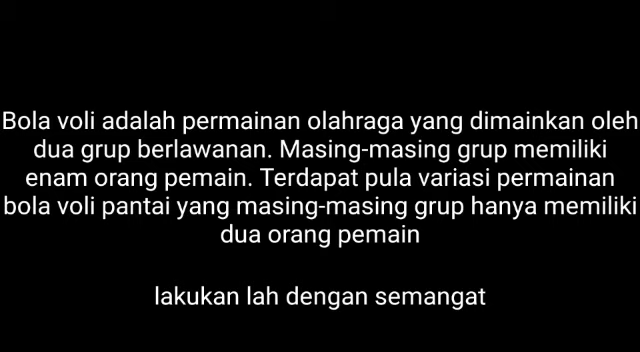 Bola voli adalah permainan olahraga yang dimainkan oleh
dua grup berlawanan. Masing-masing grup memiliki
enam orang pemain. Terdapat pula variasi permainan
bola voli pantai yang masing-masing grup hanya memiliki
dua orang pemain
lakukan lah dengan semangat